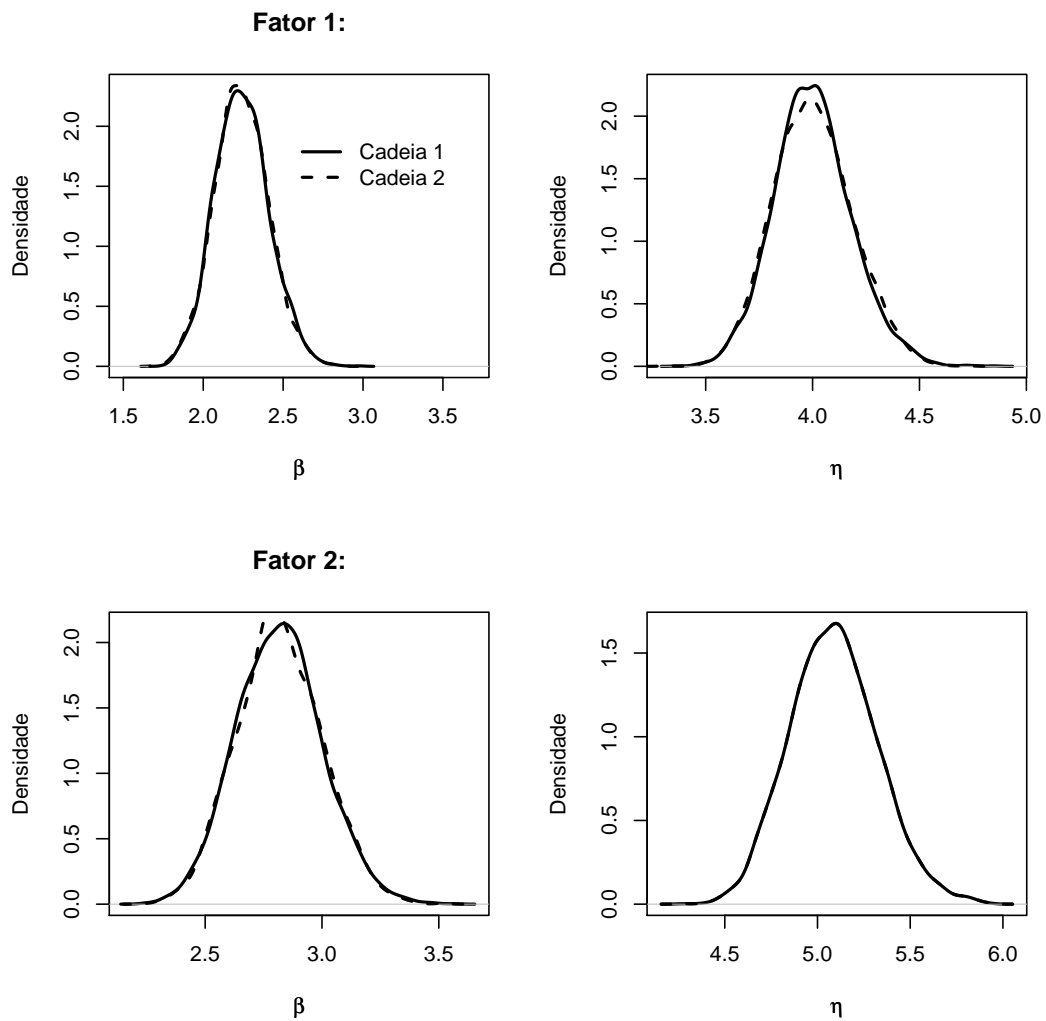 Fator 1:
Densidade
0.0 0.5 1.0 1.5 2.0
1.5 2.0 2.5 3.0 3.5
β
Cadeia 1
Cadeia 2
Densidade
0.0 0.5 1.0 1.5 2.0
3.5 4.0 4.5 5.0
η
Fator 2:
Densidade
0.0 0.5 1.0 1.5 2.0
2.5 3.0 3.5
β
Densidade
0.0 0.5 1.0 1.5
4.5 5.0 5.5 6.0
η